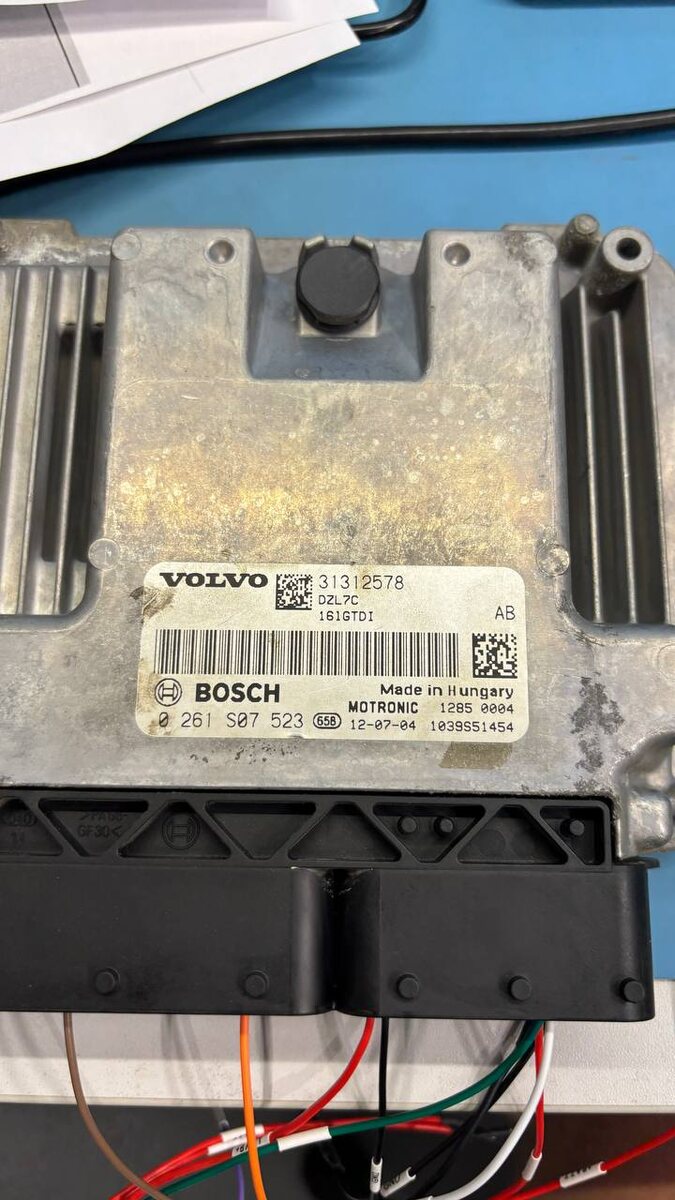 VOLVO 31312578
DZL7C
161GTDI AB
BOSCH Made in Hungary
MOTRONIC 1285 0004
0 261 S07 523 658 12-07-04 1039S51454
GF30<